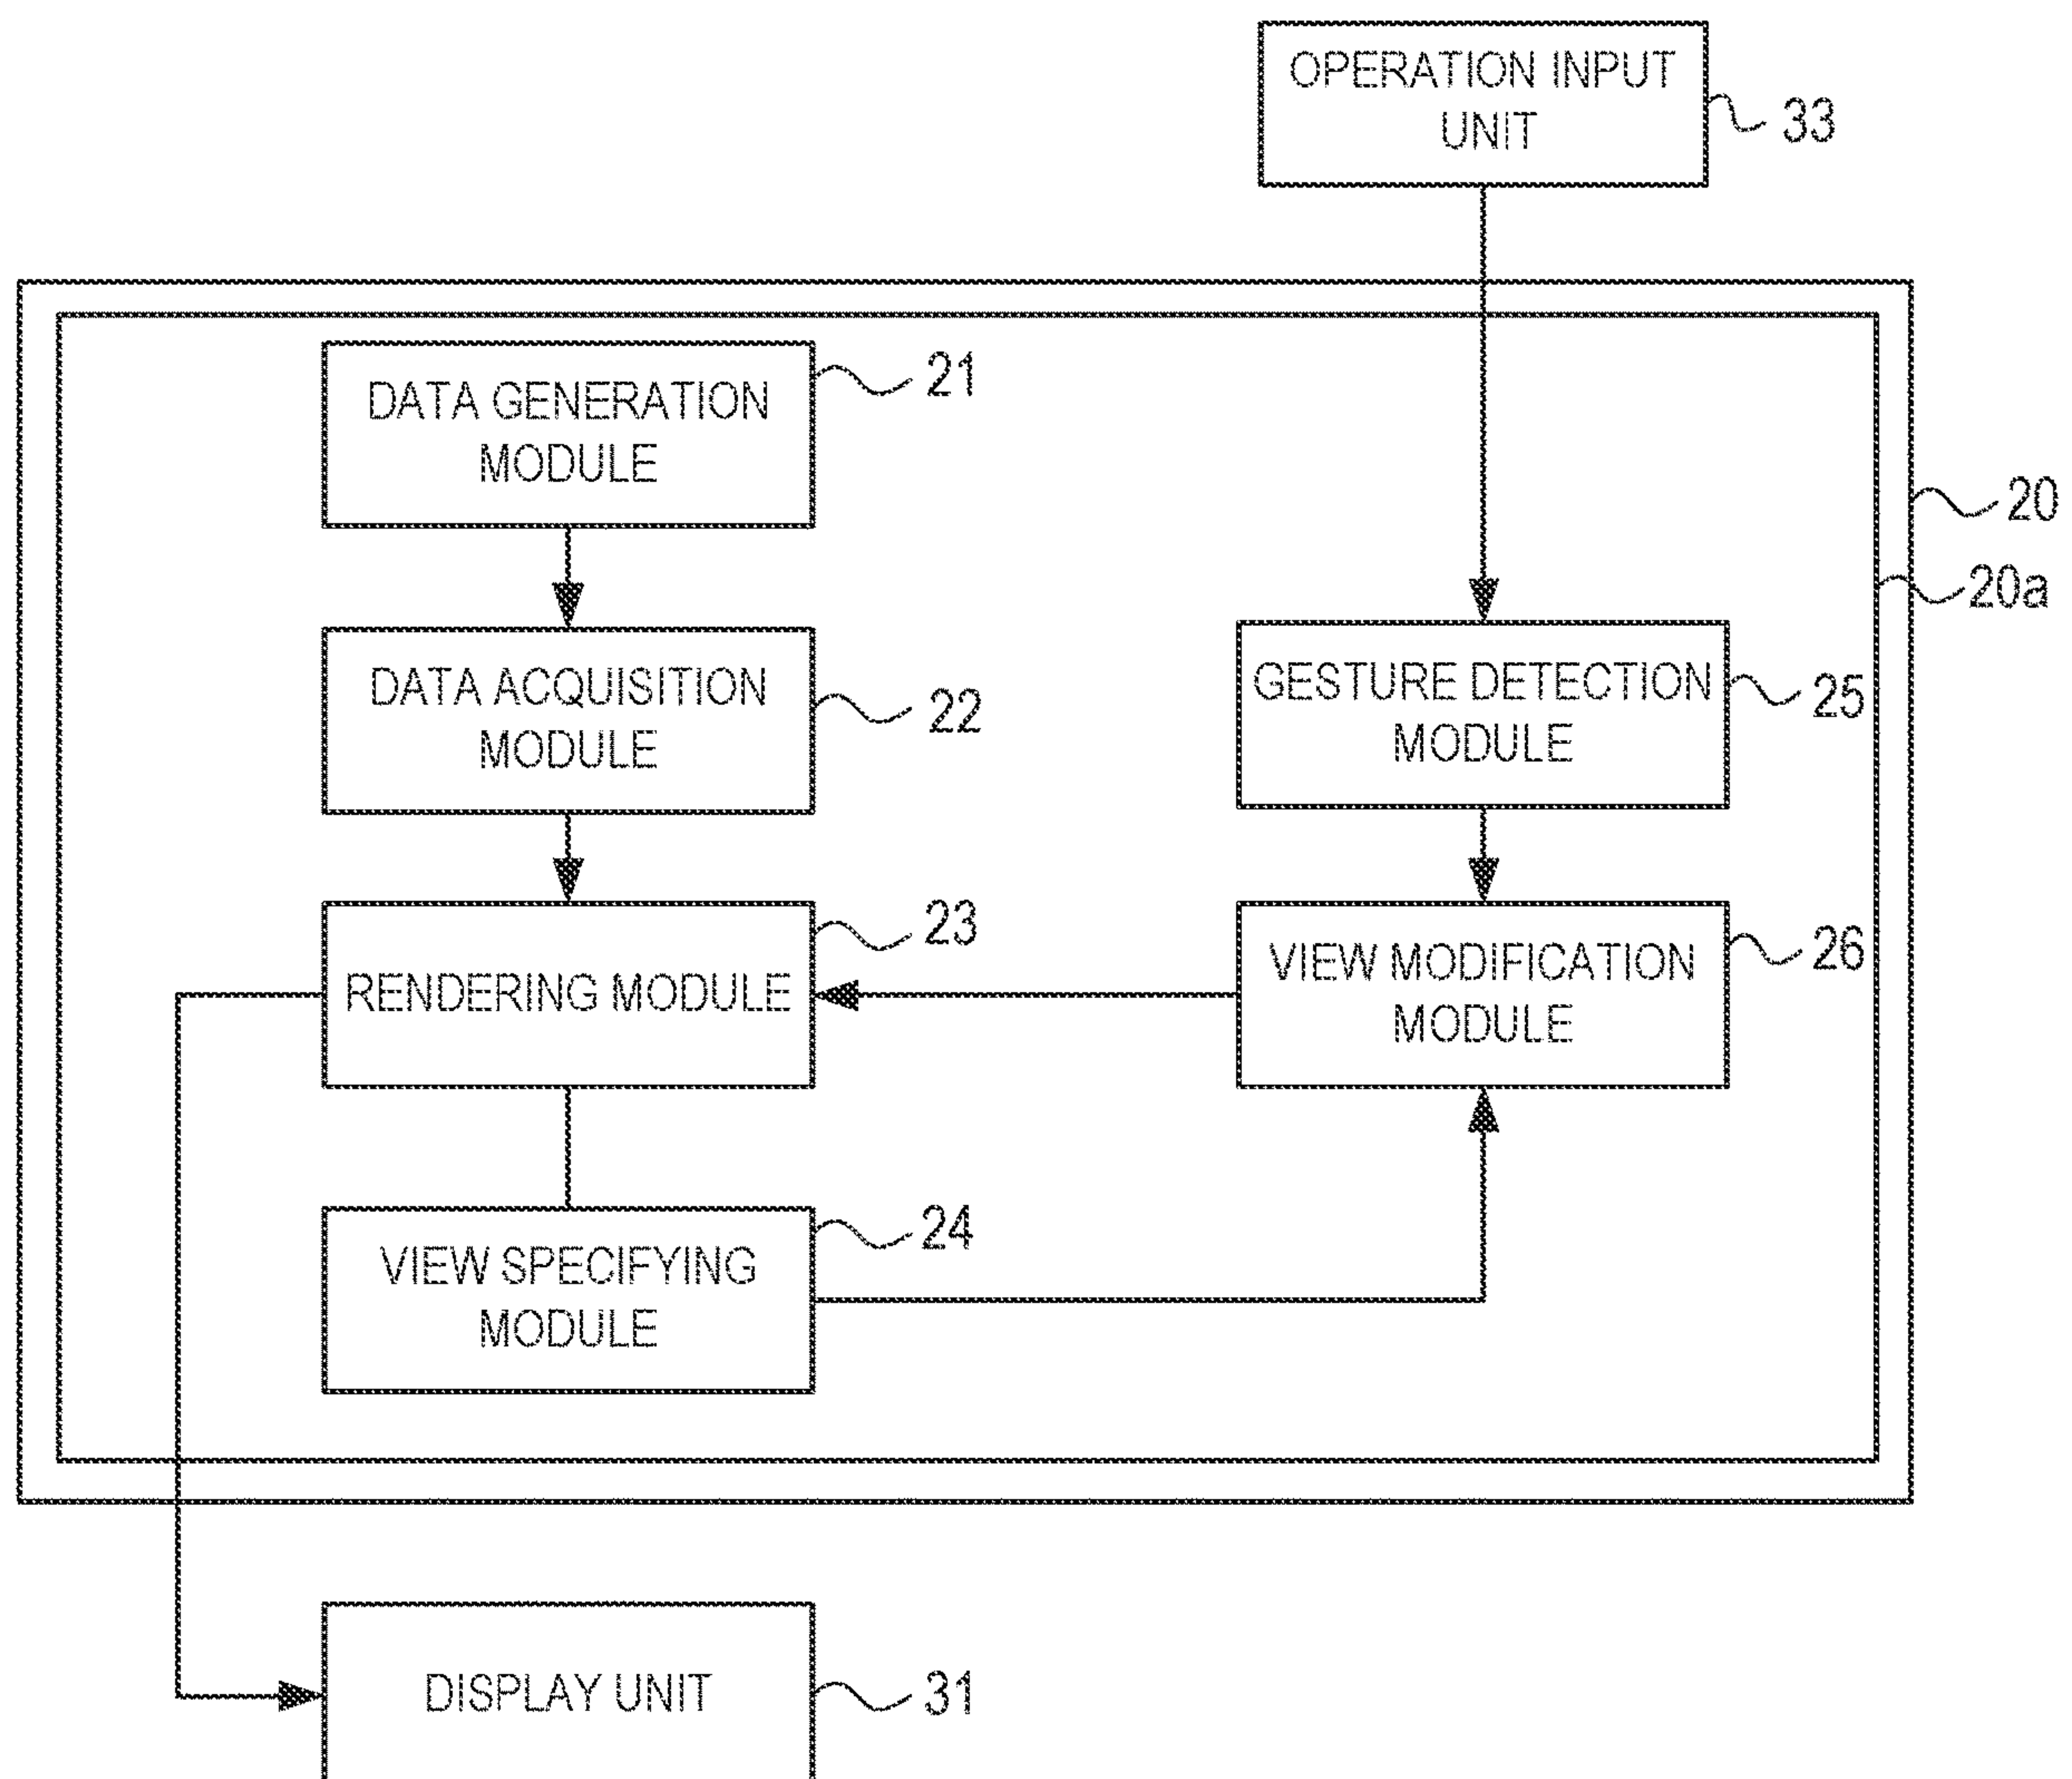 OPERATION INPUT
UNIT
33
DATA GENERATION
MODULE
21
20
20a
DATA ACQUISITION
MODULE
22
GESTURE DETECTION
MODULE
25
RENDERING MODULE
23
VIEW MODIFICATION
MODULE
26
VIEW SPECIFYING
MODULE
24
DISPLAY UNIT
31